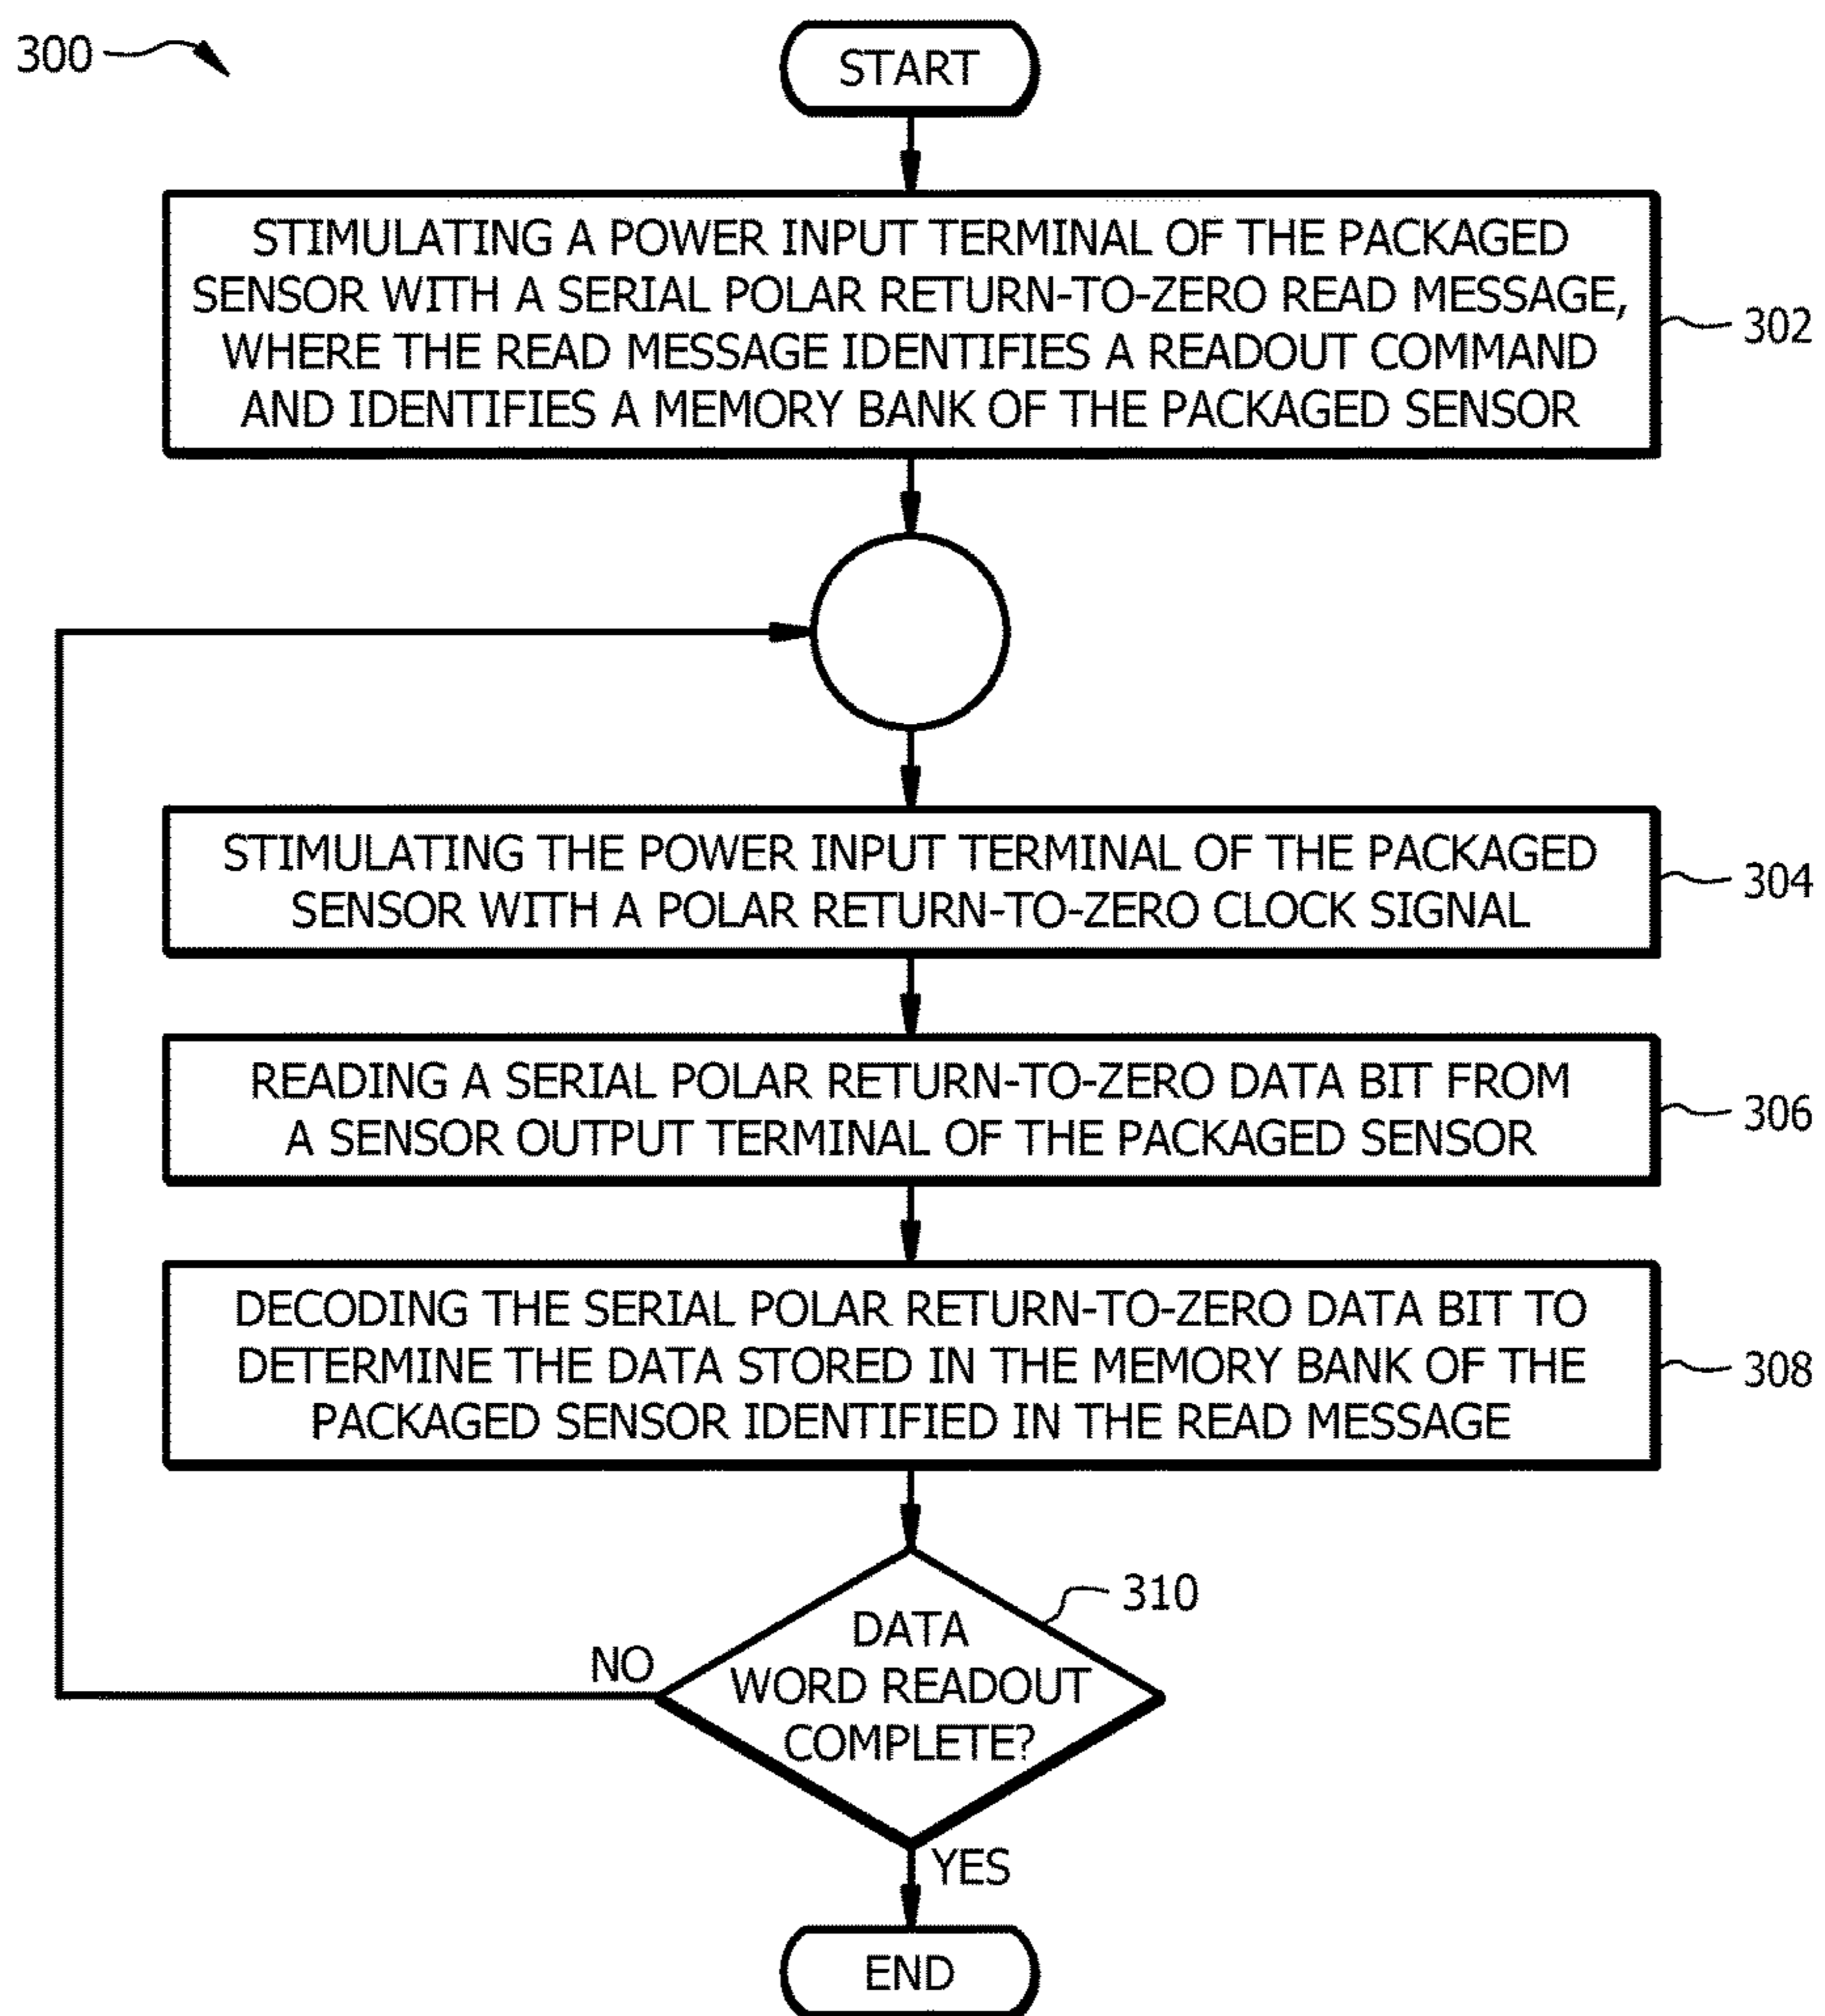 300
START
STIMULATING A POWER INPUT TERMINAL OF THE PACKAGED
SENSOR WITH A SERIAL POLAR RETURN-TO-ZERO READ MESSAGE,
WHERE THE READ MESSAGE IDENTIFIES A READOUT COMMAND
AND IDENTIFIES A MEMORY BANK OF THE PACKAGED SENSOR
302
STIMULATING THE POWER INPUT TERMINAL OF THE PACKAGED
SENSOR WITH A POLAR RETURN-TO-ZERO CLOCK SIGNAL
304
READING A SERIAL POLAR RETURN-TO-ZERO DATA BIT FROM
A SENSOR OUTPUT TERMINAL OF THE PACKAGED SENSOR
306
DECODING THE SERIAL POLAR RETURN-TO-ZERO DATA BIT TO
DETERMINE THE DATA STORED IN THE MEMORY BANK OF THE
PACKAGED SENSOR IDENTIFIED IN THE READ MESSAGE
308
310
DATA
WORD READOUT
COMPLETE?
NO
YES
END